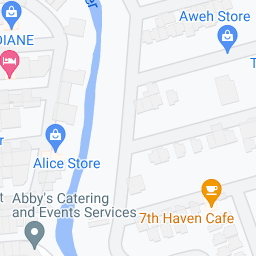 DIANE
Aweh Store
Alice Store
Abby's Catering
and Events Services
7th Haven Cafe